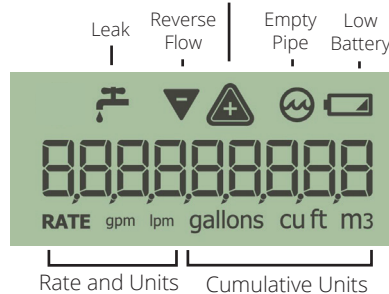 Leak
Reverse
Flow
Empty
Pipe
Low
Battery
8,8,8,8,8,8,8,8,8
RATE gpm lpm gallons cu ft m3
Rate and Units
Cumulative Units